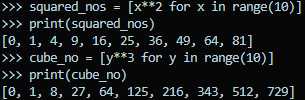 >>> squared_nos = [x**2 for x in range(10)]
>>> print(squared_nos)
[0, 1, 4, 9, 16, 25, 36, 49, 64, 81]
>>> cube_no = [y**3 for y in range(10)]
>>> print(cube_no)
[0, 1, 8, 27, 64, 125, 216, 343, 512, 729]